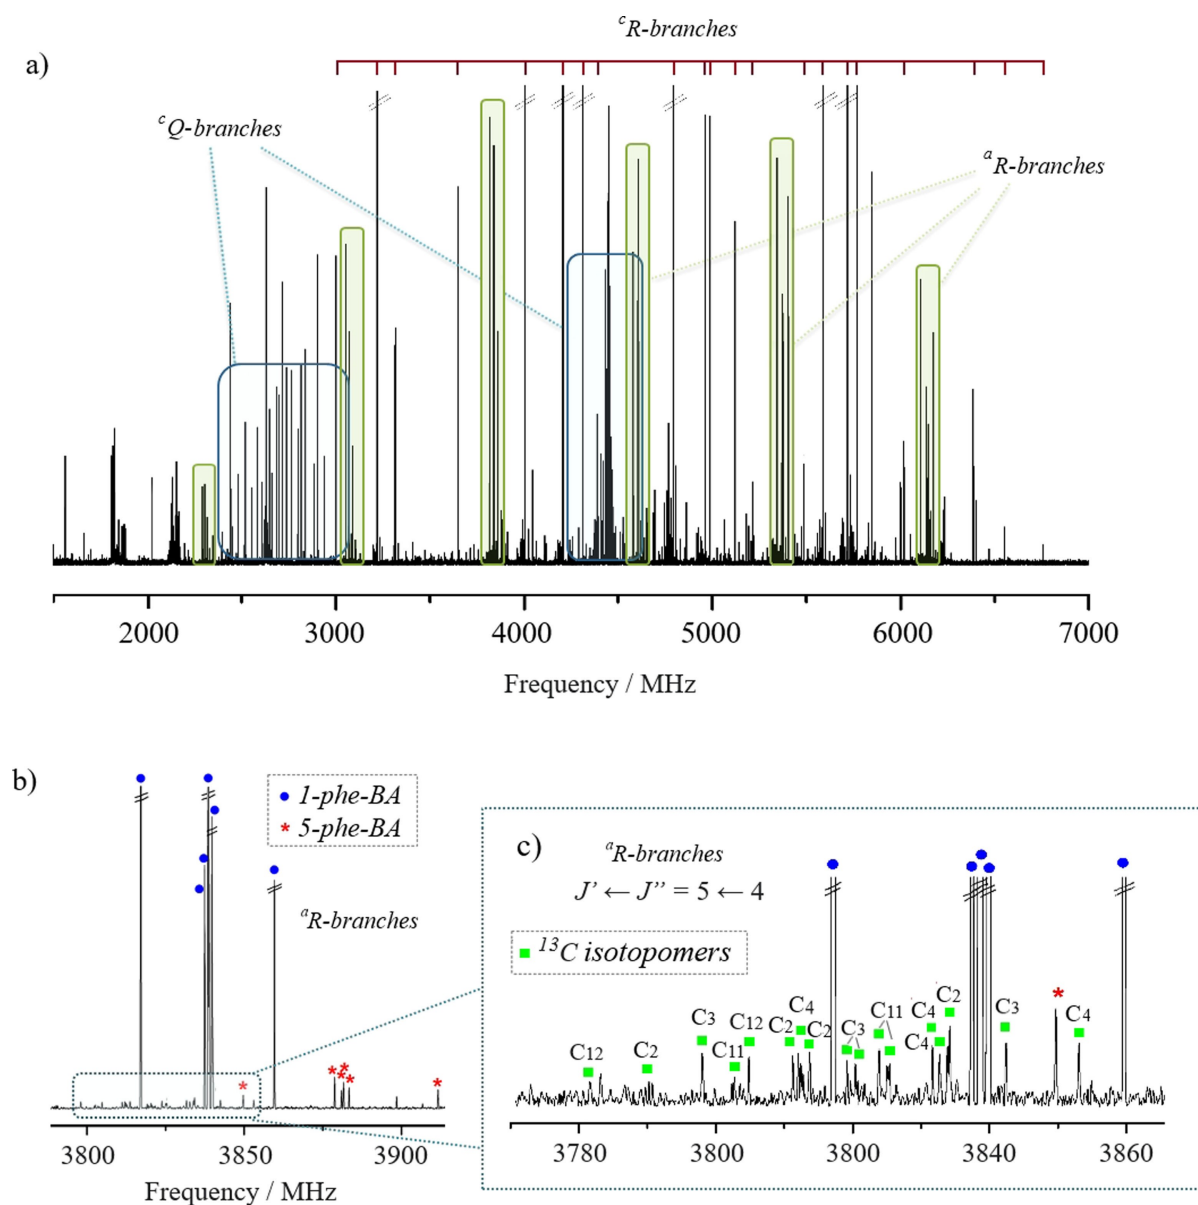 a)
ᶜR-branches
ᶜQ-branches
ᵃR-branches
2000 3000 4000 5000 6000 7000
Frequency / MHz
b)
1-phe-BA
* 5-phe-BA
ᵃR-branches
* * * * * *
3800 3850 3900
Frequency / MHz
c)
ᵃR-branches
J’ ← J’’ = 5 ← 4
¹³C isotopomers
C12 C2 C3 C11 C12 C2 C4 C2 C3 C11 C4 C4 C2 C3 * C4
3780 3800 3800 3840 3860